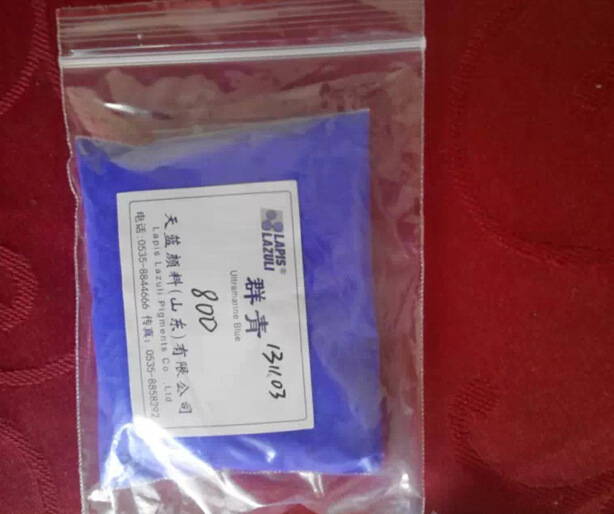 LAPIS®
LAZULI
群青 131103
Ultramarine Blue
800
天蓝颜料(山东)有限公司
Lapis Lazuli Pigments Co .Ltd
电话:0535-8844666 传真: 0535-8858292